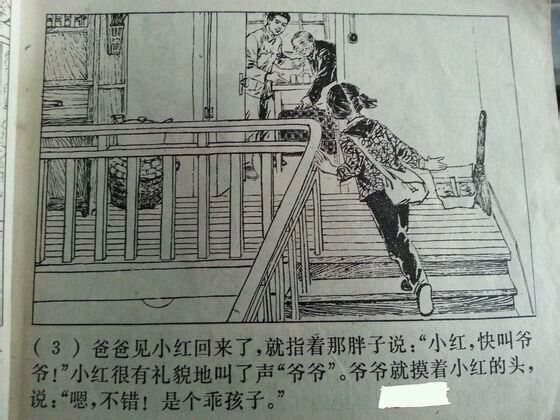 (3) 爸爸见小红回来了,就指着那胖子说:“小红,快叫爷
爷!”小红很有礼貌地叫了声“爷爷”。爷爷就摸着小红的头,
说:“嗯,不错!是个乖孩子。”